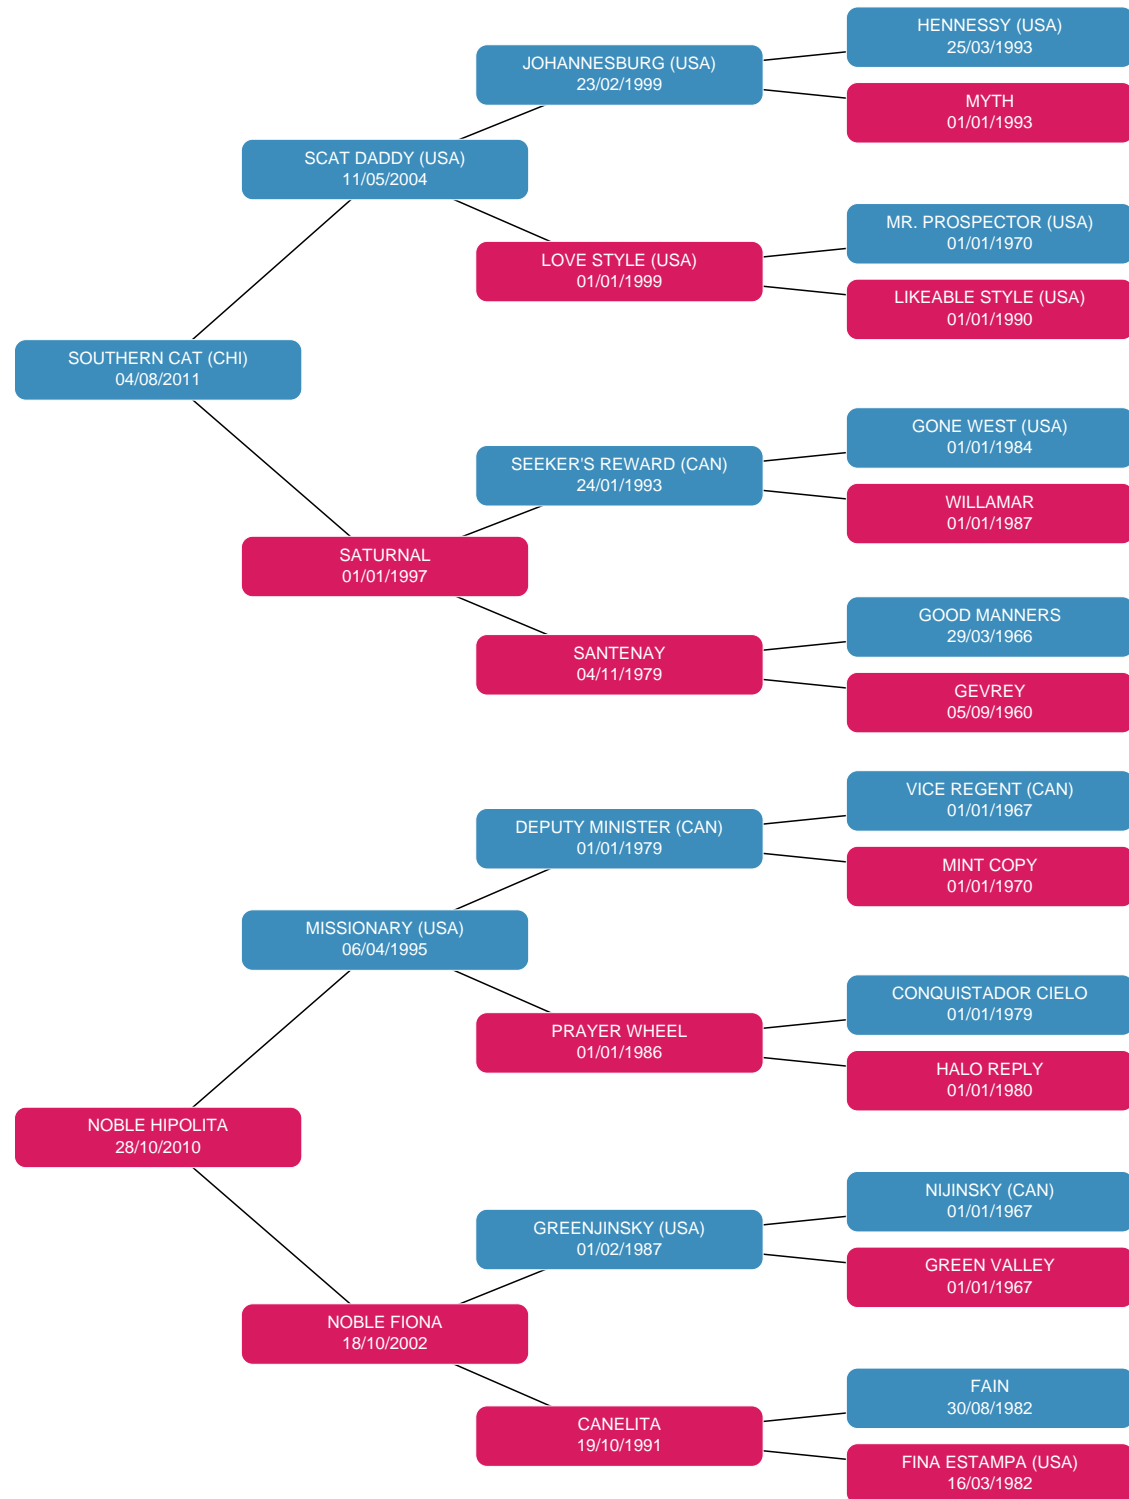 HENNESSY (USA)
25/03/1993
JOHANNESBURG (USA)
23/02/1999
MYTH
01/01/1993
SCAT DADDY (USA)
11/05/2004
MR. PROSPECTOR (USA)
01/01/1970
LOVE STYLE (USA)
01/01/1999
LIKEABLE STYLE (USA)
01/01/1990
SOUTHERN CAT (CHI)
04/08/2011
GONE WEST (USA)
01/01/1984
SEEKER'S REWARD (CAN)
24/01/1993
WILLAMAR
01/01/1987
SATURNAL
01/01/1997
GOOD MANNERS
29/03/1966
SANTENAY
04/11/1979
GEVREY
05/09/1960
VICE REGENT (CAN)
01/01/1967
DEPUTY MINISTER (CAN)
01/01/1979
MINT COPY
01/01/1970
MISSIONARY (USA)
06/04/1995
CONQUISTADOR CIELO
01/01/1979
PRAYER WHEEL
01/01/1986
HALO REPLY
01/01/1980
NOBLE HIPOLITA
28/10/2010
NIJINSKY (CAN)
01/01/1967
GREENJINSKY (USA)
01/02/1987
GREEN VALLEY
01/01/1967
NOBLE FIONA
18/10/2002
FAIN
30/08/1982
CANELITA
19/10/1991
FINA ESTAMPA (USA)
16/03/1982